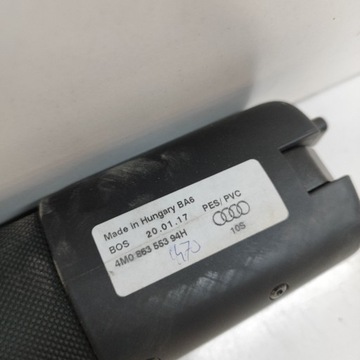 Made in Hungary BA6
BOS 20.01.17 PES/PVC
4M0 863 553 94H
10S